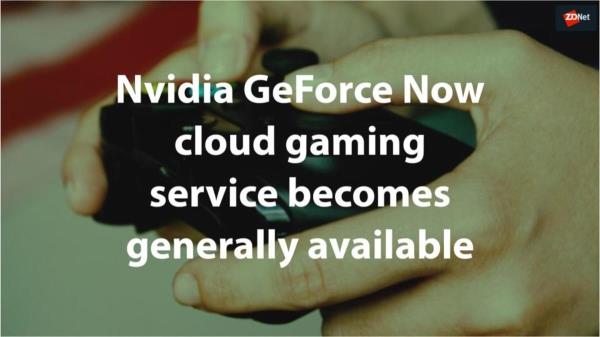 ZDNet
Nvidia GeForce Now
cloud gaming
service becomes
generally available